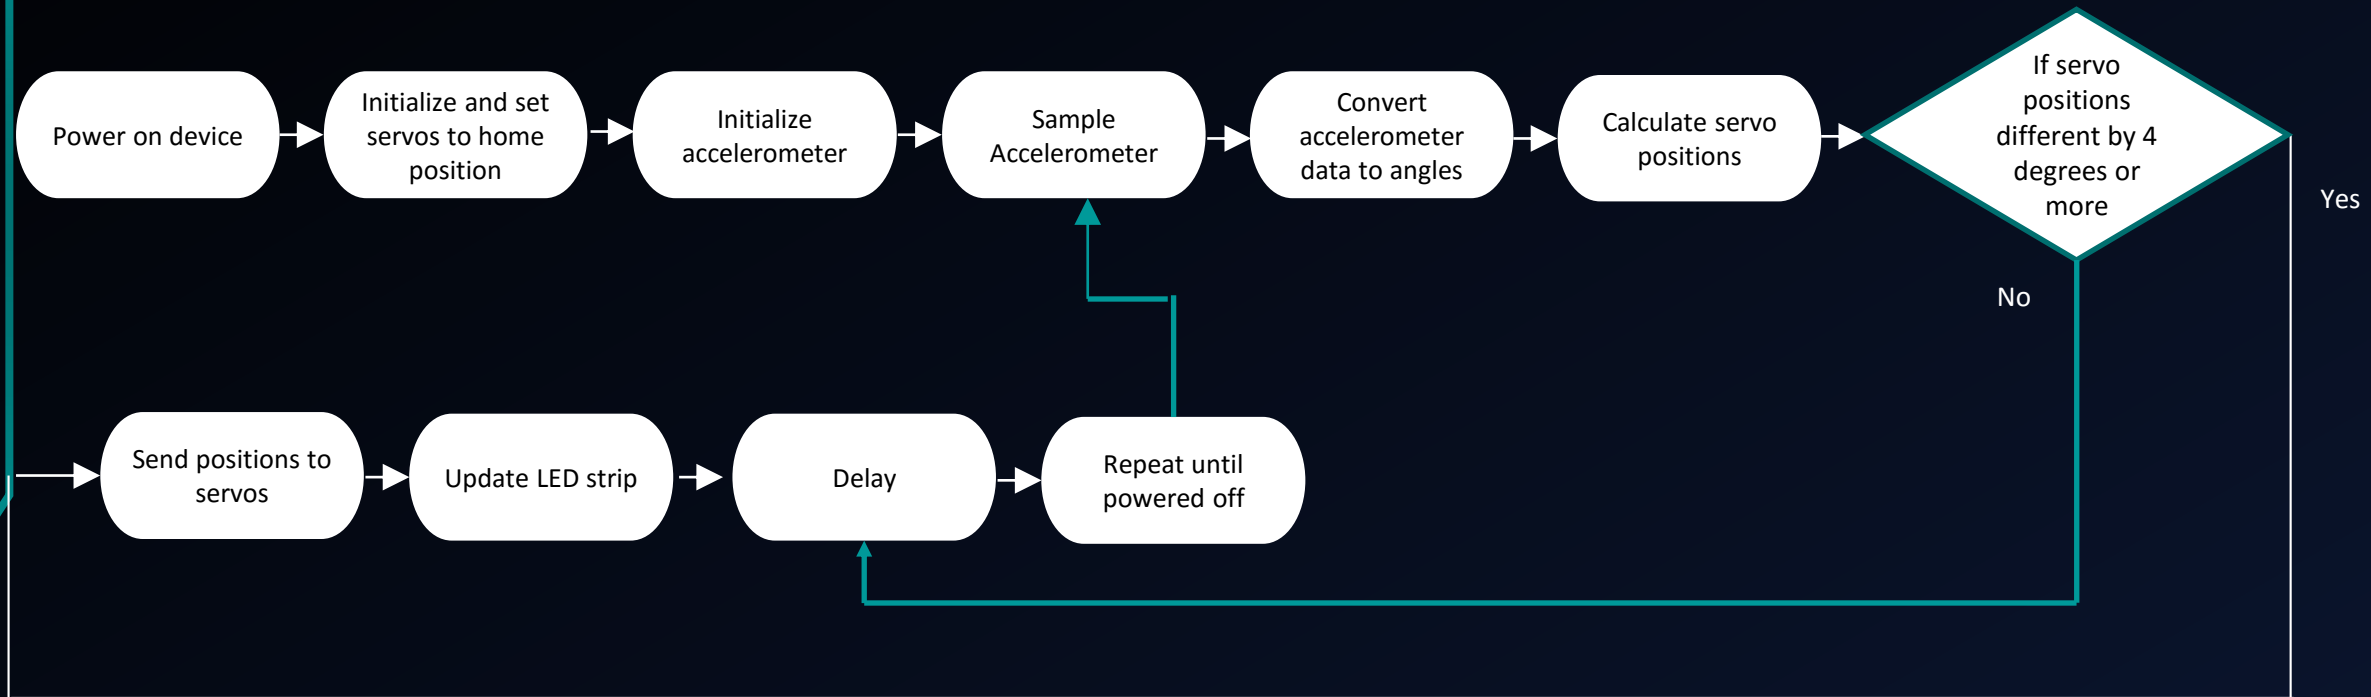 Power on device
Initialize and set
servos to home
position
Initialize
accelerometer
Sample
Accelerometer
Convert
accelerometer
data to angles
Calculate servo
positions
If servo
positions
different by 4
degrees or
more
Yes
No
Send positions to
servos
Update LED strip
Delay
Repeat until
powered off